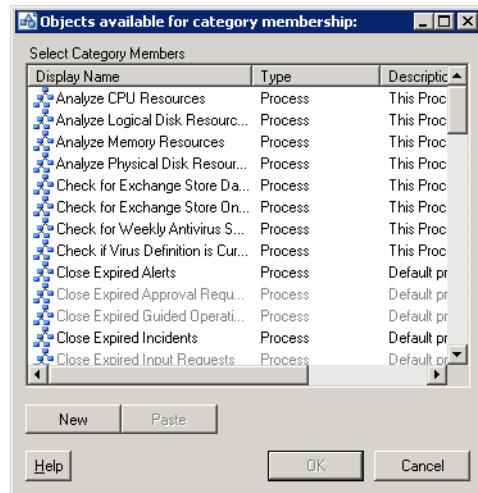 Objects available for category membership:
Select Category Members
Display Name Type Descriptic
Analyze CPU Resources Process This Proc
Analyze Logical Disk Resourc... Process This Proc
Analyze Memory Resources Process This Proc
Analyze Physical Disk Resour... Process This Proc
Check for Exchange Store Da... Process This Proc
Check for Exchange Store On... Process This Proc
Check for Weekly Antivirus S... Process This Proc
Check if Virus Definition is Cur... Process This Proc
Close Expired Alerts Process Default pr
Close Expired Approval Requ... Process Default pr
Close Expired Guided Operati... Process Default pr
Close Expired Incidents Process Default pr
Close Expired Input Requests Process Default pr
New Paste
Help OK Cancel